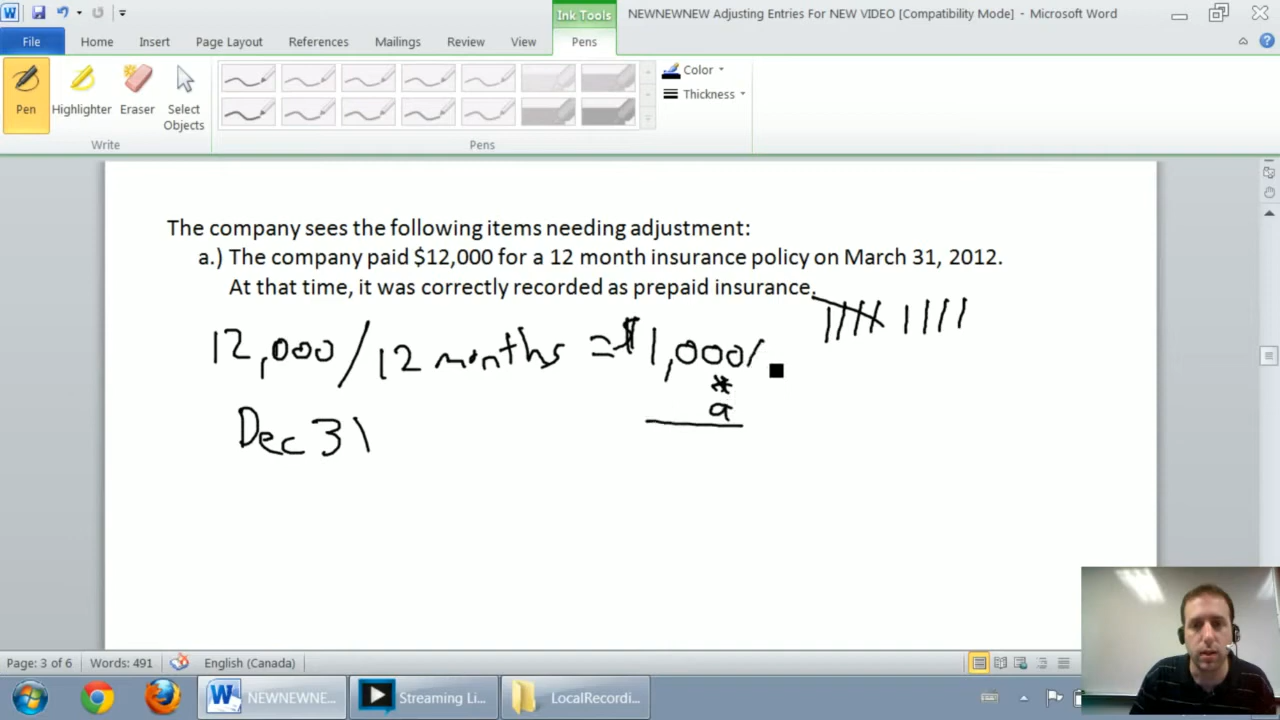 Ink Tools
NEWNEWNEW Adjusting Entries For NEW VIDEO [Compatibility Mode] - Microsoft Word
File Home Insert Page Layout References Mailings Review View Pens
Pen Highlighter Eraser Select Objects
Color
Thickness
Write Pens
The company sees the following items needing adjustment:
a.) The company paid $12,000 for a 12 month insurance policy on March 31, 2012.
At that time, it was correctly recorded as prepaid insurance.
12,000/12 months = $1,000/
*
9
Dec 31
Page: 3 of 6 Words: 491 English (Canada)
NEWNEWNE... Streaming Li... LocalRecordi...